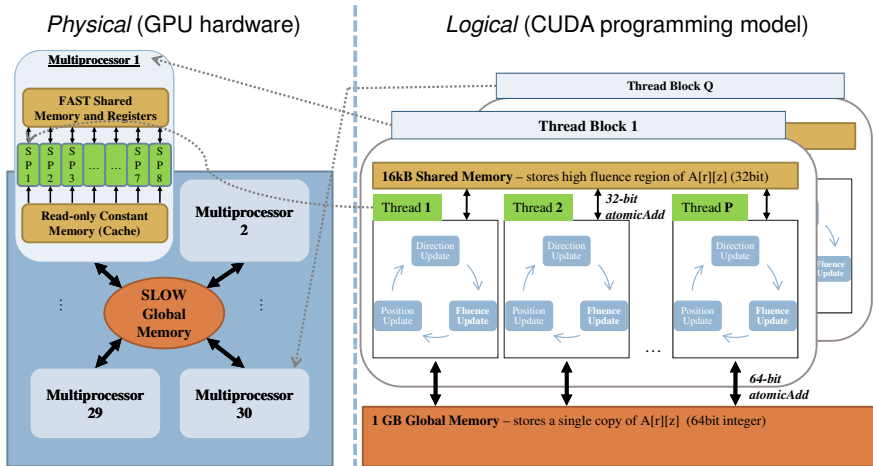 Physical (GPU hardware)
Multiprocessor 1
FAST Shared
Memory and Registers
S P 1
S P 2
S P 3
...
...
S P 7
S P 8
Read-only Constant
Memory (Cache)
Multiprocessor
2
...
...
SLOW
Global
Memory
Multiprocessor
29
Multiprocessor
30
Logical (CUDA programming model)
Thread Block Q
Thread Block 1
16kB Shared Memory – stores high fluence region of A[r][z] (32bit)
Thread 1
Thread 2
32-bit
atomicAdd
Thread P
Direction
Update
Position
Update
Fluence
Update
Direction
Update
Position
Update
Fluence
Update
...
Direction
Update
Position
Update
Fluence
Update
Fluence
Update
64-bit
atomicAdd
1 GB Global Memory – stores a single copy of A[r][z] (64bit integer)